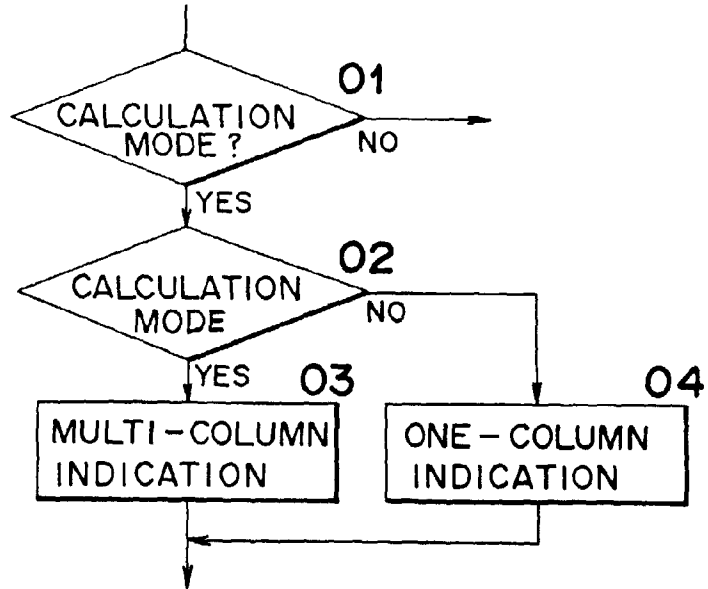 01
CALCULATION
MODE?
NO
YES
02
CALCULATION
MODE
NO
YES
03
04
MULTI-COLUMN
INDICATION
ONE-COLUMN
INDICATION